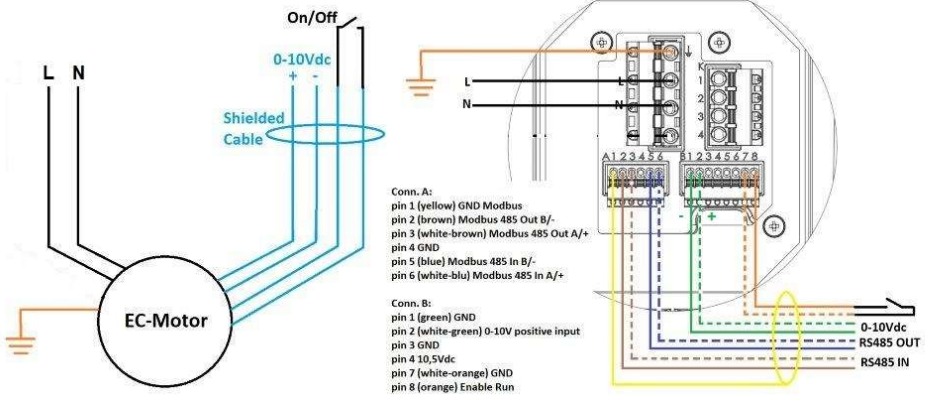 On/Off
0-10Vdc
+ -
L N
Shielded
Cable
EC-Motor
L
N
L
N
K
1
2
3
4
A 1 2 3 4 5 6
B 1 2 3 4 5 6 7 8
- +
Conn. A:
pin 1 (yellow) GND Modbus
pin 2 (brown) Modbus 485 Out B/-
pin 3 (white-brown) Modbus 485 Out A/+
pin 4 GND
pin 5 (blue) Modbus 485 In B/-
pin 6 (white-blu) Modbus 485 In A/+
Conn. B:
pin 1 (green) GND
pin 2 (white-green) 0-10V positive input
pin 3 GND
pin 4 10,5Vdc
pin 7 (white-orange) GND
pin 8 (orange) Enable Run
0-10Vdc
RS485 OUT
RS485 IN